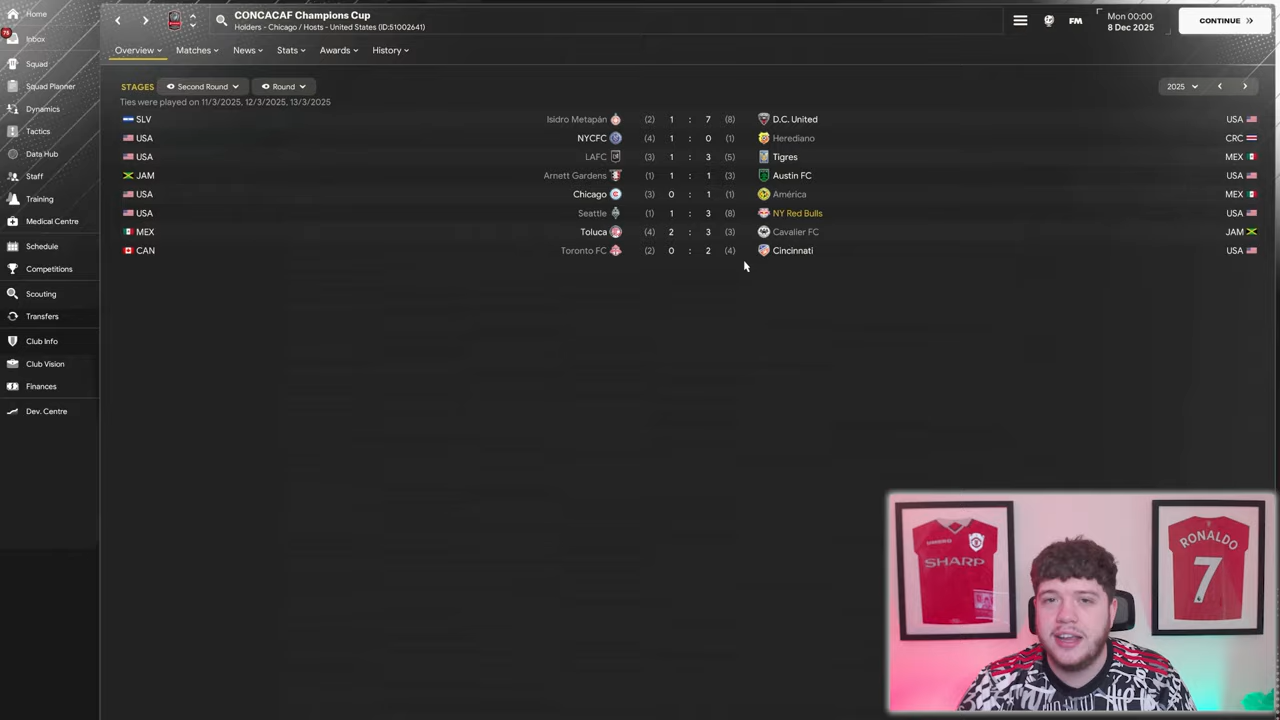 Home
CONCACAF Champions Cup
Holders - Chicago / Hosts - United States (ID:51002641)
FM
Mon 00:00
8 Dec 2025
CONTINUE
75
Inbox
Squad
Squad Planner
Dynamics
Tactics
Data Hub
Staff
Training
Medical Centre
Schedule
Competitions
Scouting
Transfers
Club Info
Club Vision
Finances
Dev. Centre
Overview Matches News Stats Awards History
STAGES Second Round Round 2025
Ties were played on 11/3/2025, 12/3/2025, 13/3/2025
SLV Isidro Metapán (2) 1 : 7 (8) D.C. United USA
USA NYCFC (4) 1 : 0 (1) Herediano CRC
USA LAFC (3) 1 : 3 (5) Tigres MEX
JAM Arnett Gardens (1) 1 : 1 (3) Austin FC USA
USA Chicago (3) 0 : 1 (1) América MEX
USA Seattle (1) 1 : 3 (8) NY Red Bulls USA
MEX Toluca (4) 2 : 3 (3) Cavalier FC JAM
CAN Toronto FC (2) 0 : 2 (4) Cincinnati USA
UMBRO
SHARP
RONALDO
7